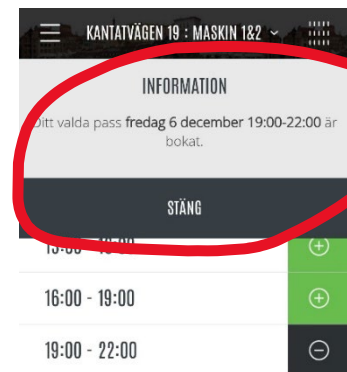 KANTATVÄGEN 19 : MASKIN 1&2
INFORMATION
Ditt valda pass fredag 6 december 19:00-22:00 är
bokat.
STÄNG
16:00 - 19:00
19:00 - 22:00